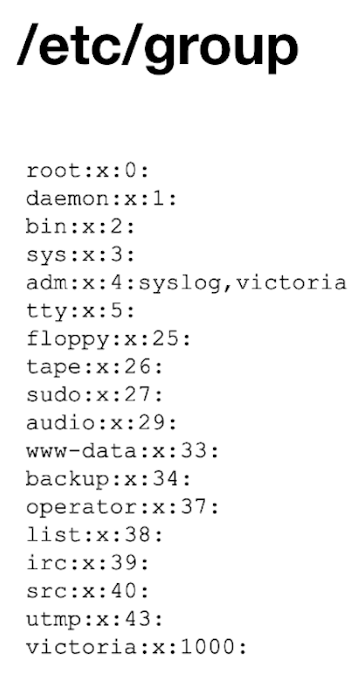 /etc/group
root:x:0:
daemon:x:1:
bin:x:2:
sys:x:3:
adm:x:4:syslog,victoria
tty:x:5:
floppy:x:25:
tape:x:26:
sudo:x:27:
audio:x:29:
www-data:x:33:
backup:x:34:
operator:x:37:
list:x:38:
irc:x:39:
src:x:40:
utmp:x:43:
victoria:x:1000: